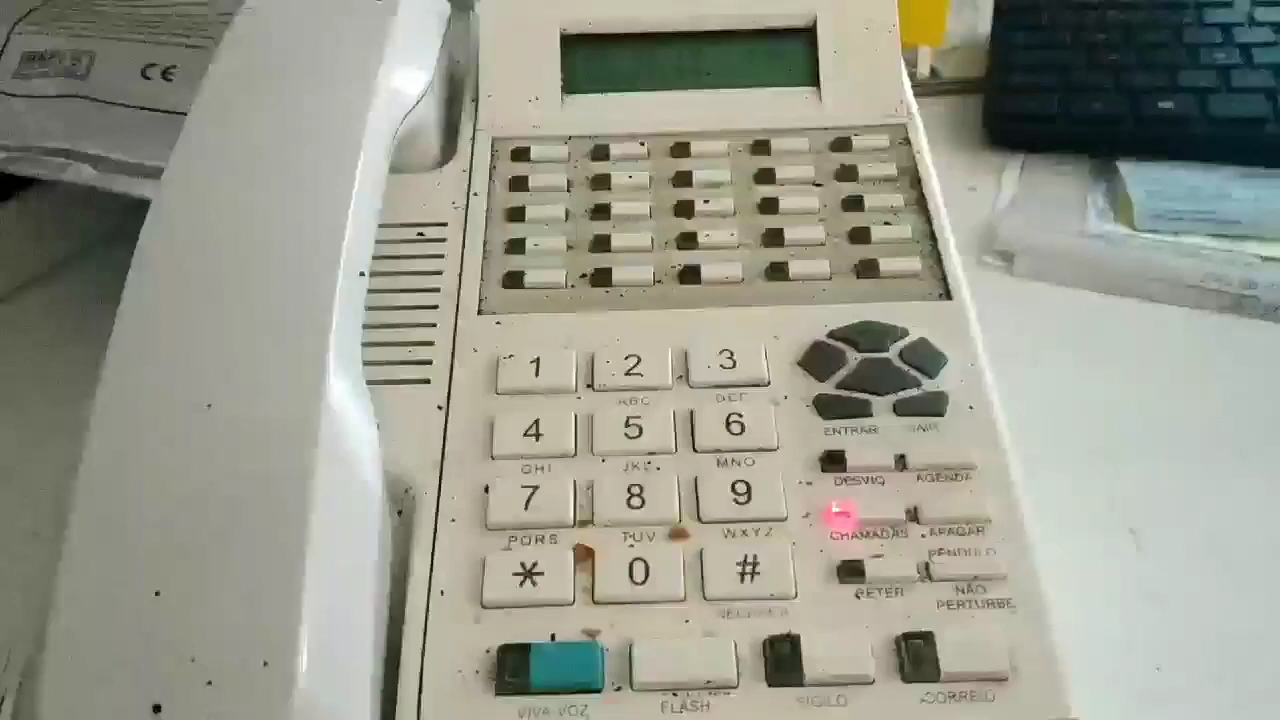 CE
1 2 3
ABC DEF
4 5 6
GHI JKL MNO
7 8 9
PQRS TUV WXYZ
* 0 #
ENTRAR SAIR
DESVIO AGENDA
CHAMADAS APAGAR
PÊNDULO
RETER NÃO
PERTURBE
VIVA-VOZ FLASH SIGILO CORREIO